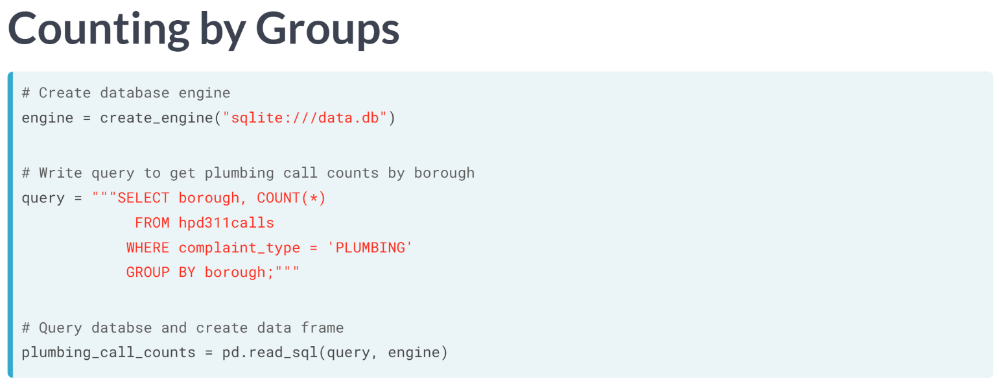 Counting by Groups
# Create database engine
engine = create_engine("sqlite:///data.db")
# Write query to get plumbing call counts by borough
query = """SELECT borough, COUNT(*)
FROM hpd311calls
WHERE complaint_type = 'PLUMBING'
GROUP BY borough;"""
# Query databse and create data frame
plumbing_call_counts = pd.read_sql(query, engine)